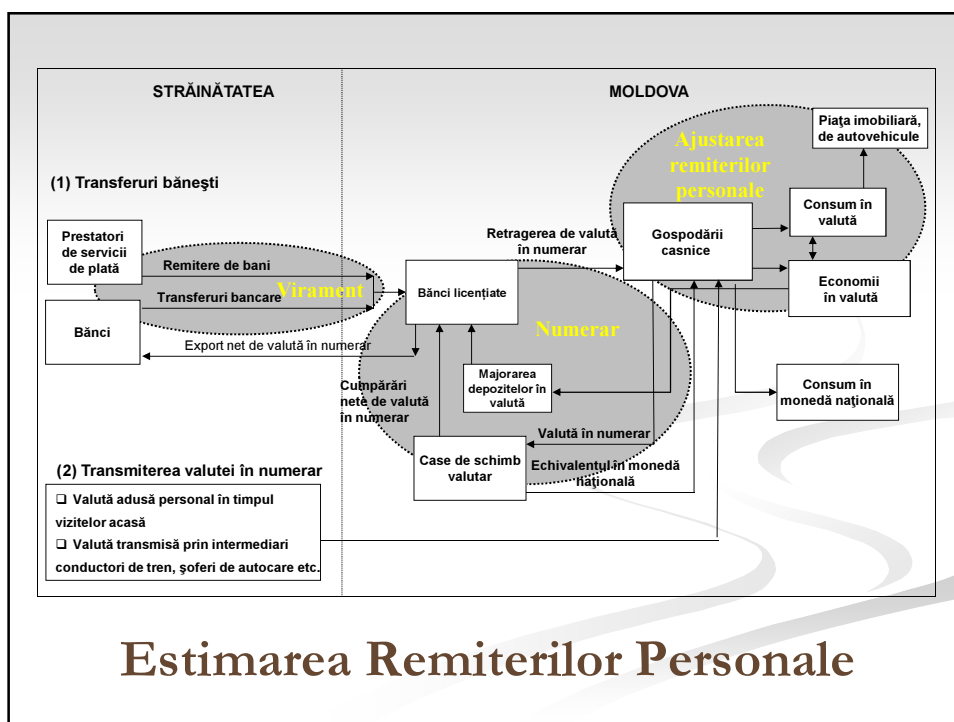 STRĂINĂTATEA
MOLDOVA
Piaţa imobiliară,
de autovehicule
Ajustarea
remiterilor
personale
(1) Transferuri băneşti
Consum în
valută
Prestatori
de servicii
de plată
Retragerea de valută
în numerar
Gospodării
casnice
Remitere de bani
Virament
Transferuri bancare
Bănci licențiate
Economii
în valută
Bănci
Numerar
Export net de valută în numerar
Cumpărări
nete de valută
în numerar
Majorarea
depozitelor în
valută
Consum în
monedă naţională
Valută în numerar
Case de schimb
valutar
Echivalentul în monedă
naţională
(2) Transmiterea valutei în numerar
❑ Valută adusă personal în timpul
vizitelor acasă
❑ Valută transmisă prin intermediari
conductori de tren, şoferi de autocare etc.
Estimarea Remiterilor Personale